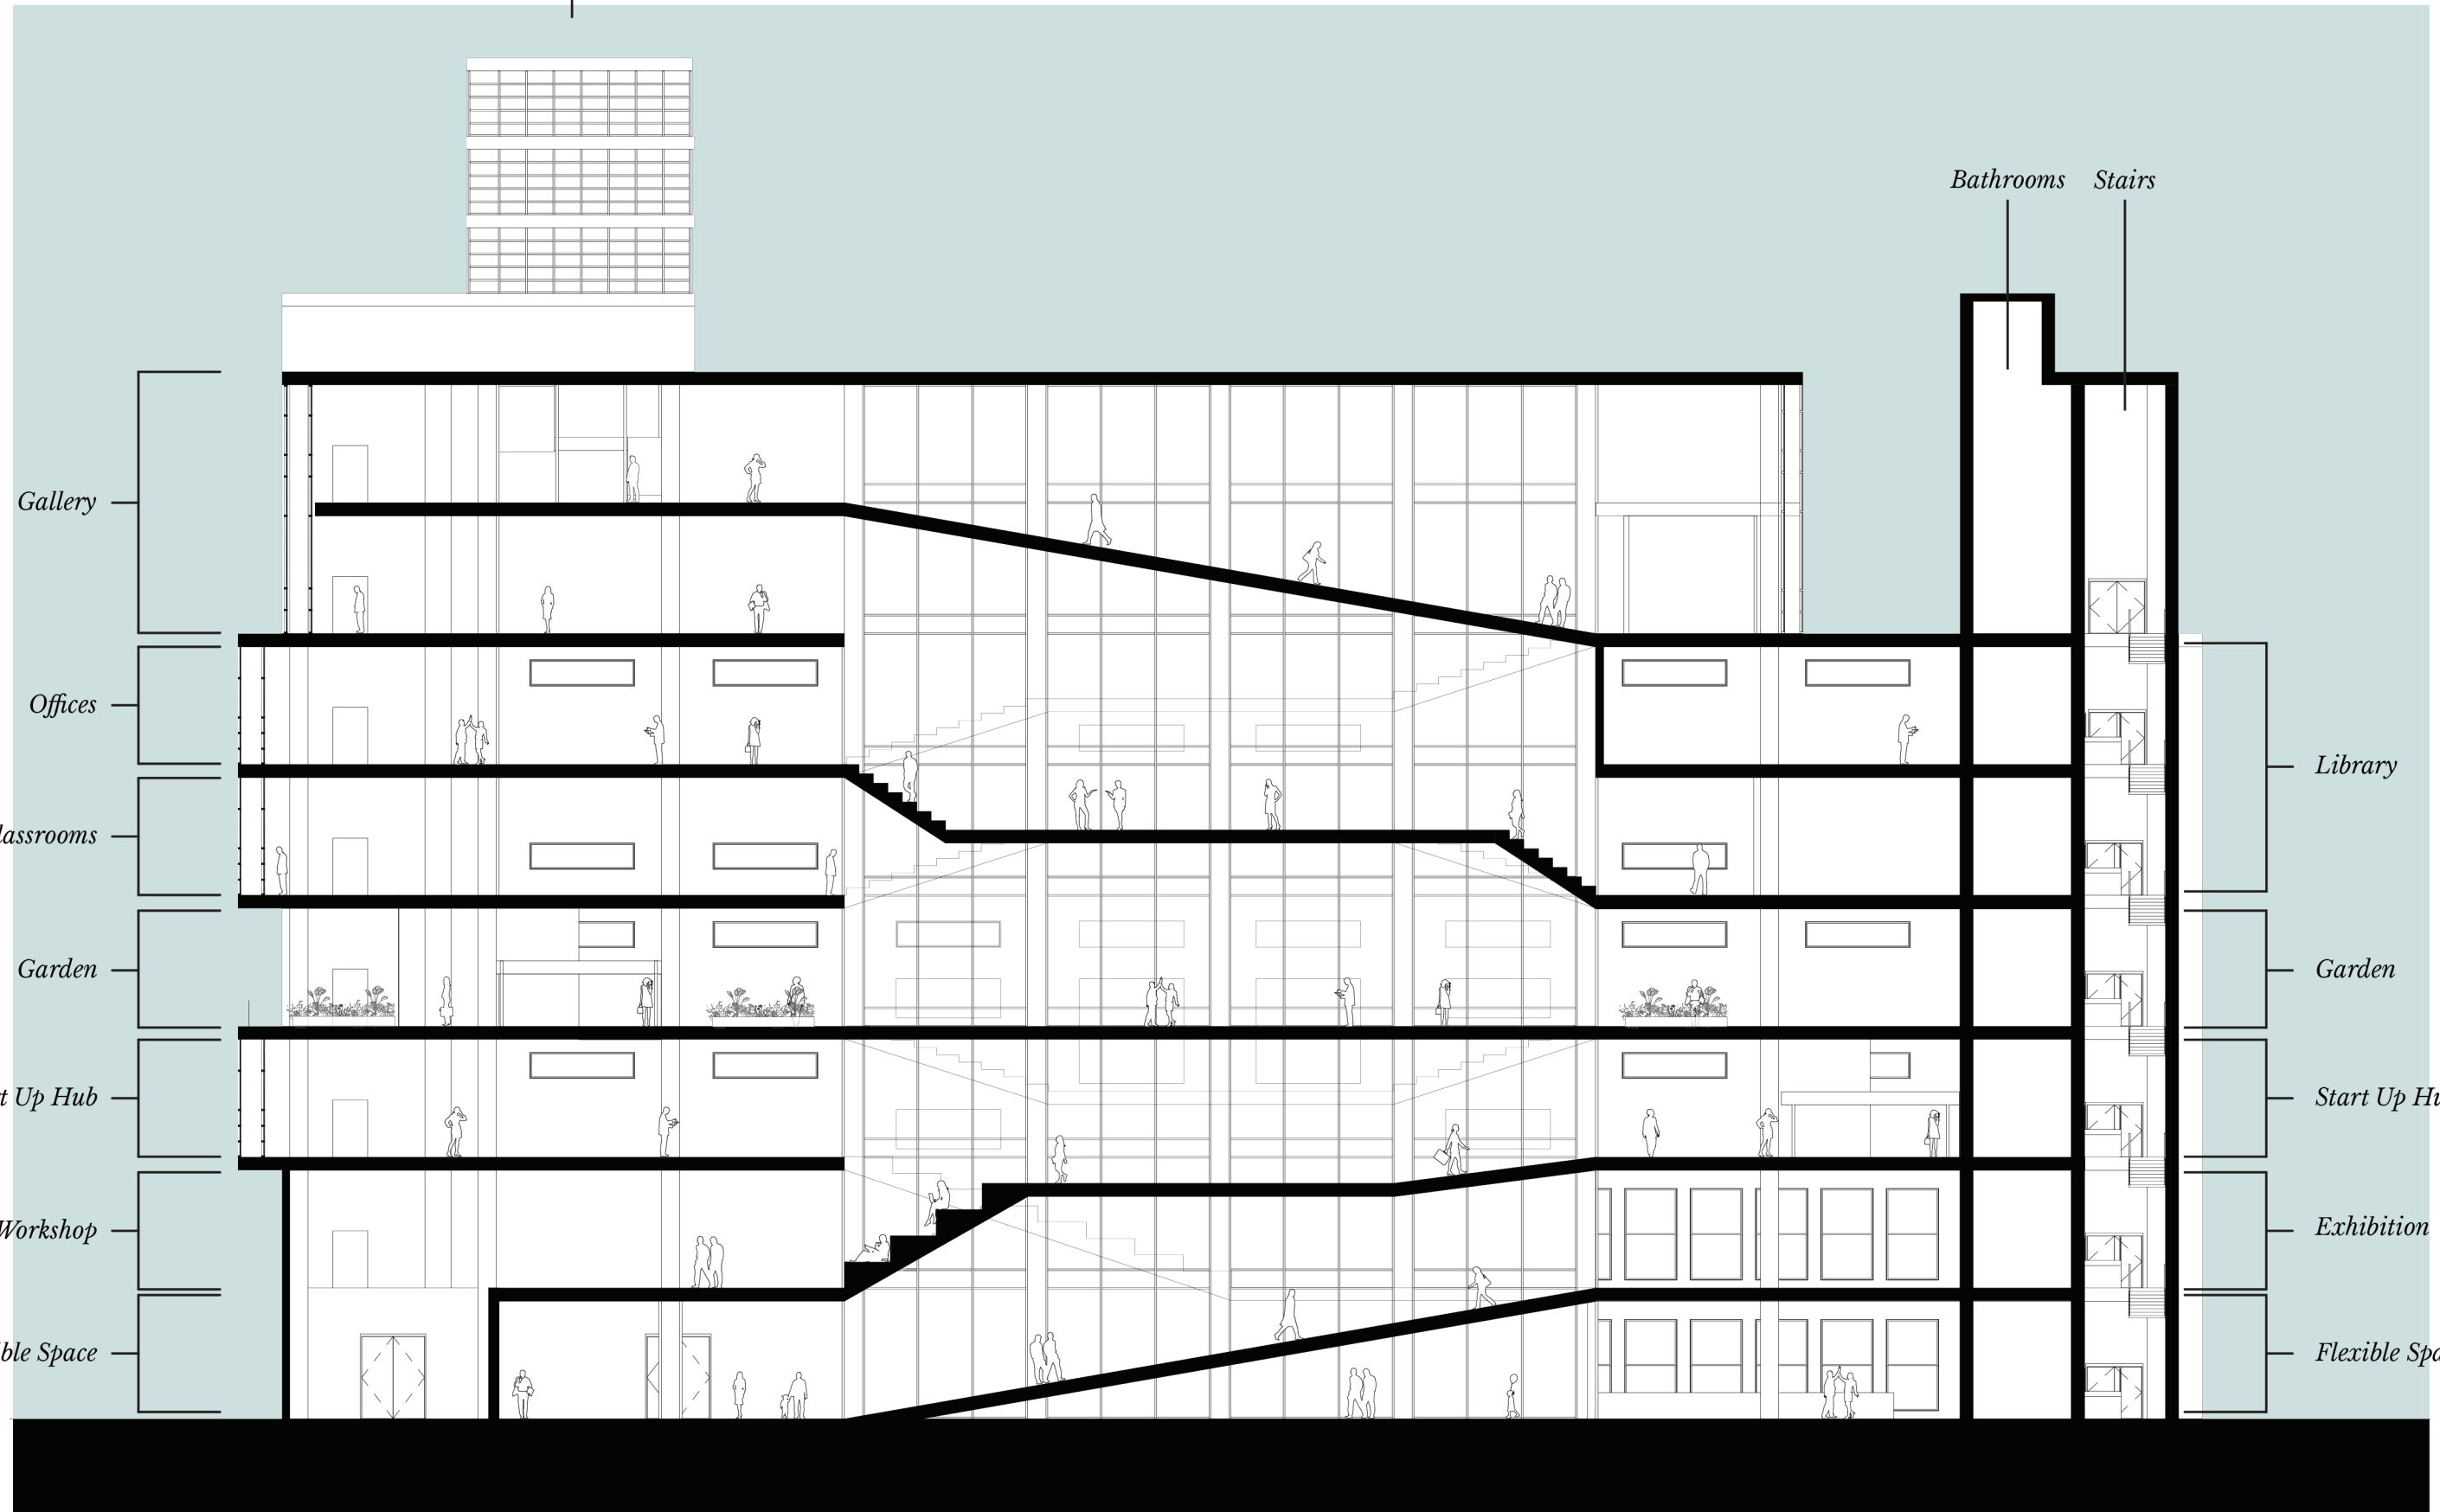 Bathrooms Stairs
Gallery
Offices
Library
lassrooms
Garden
Garden
t Up Hub
Start Up Hu
Workshop
Exhibition
ble Space
Flexible Spa